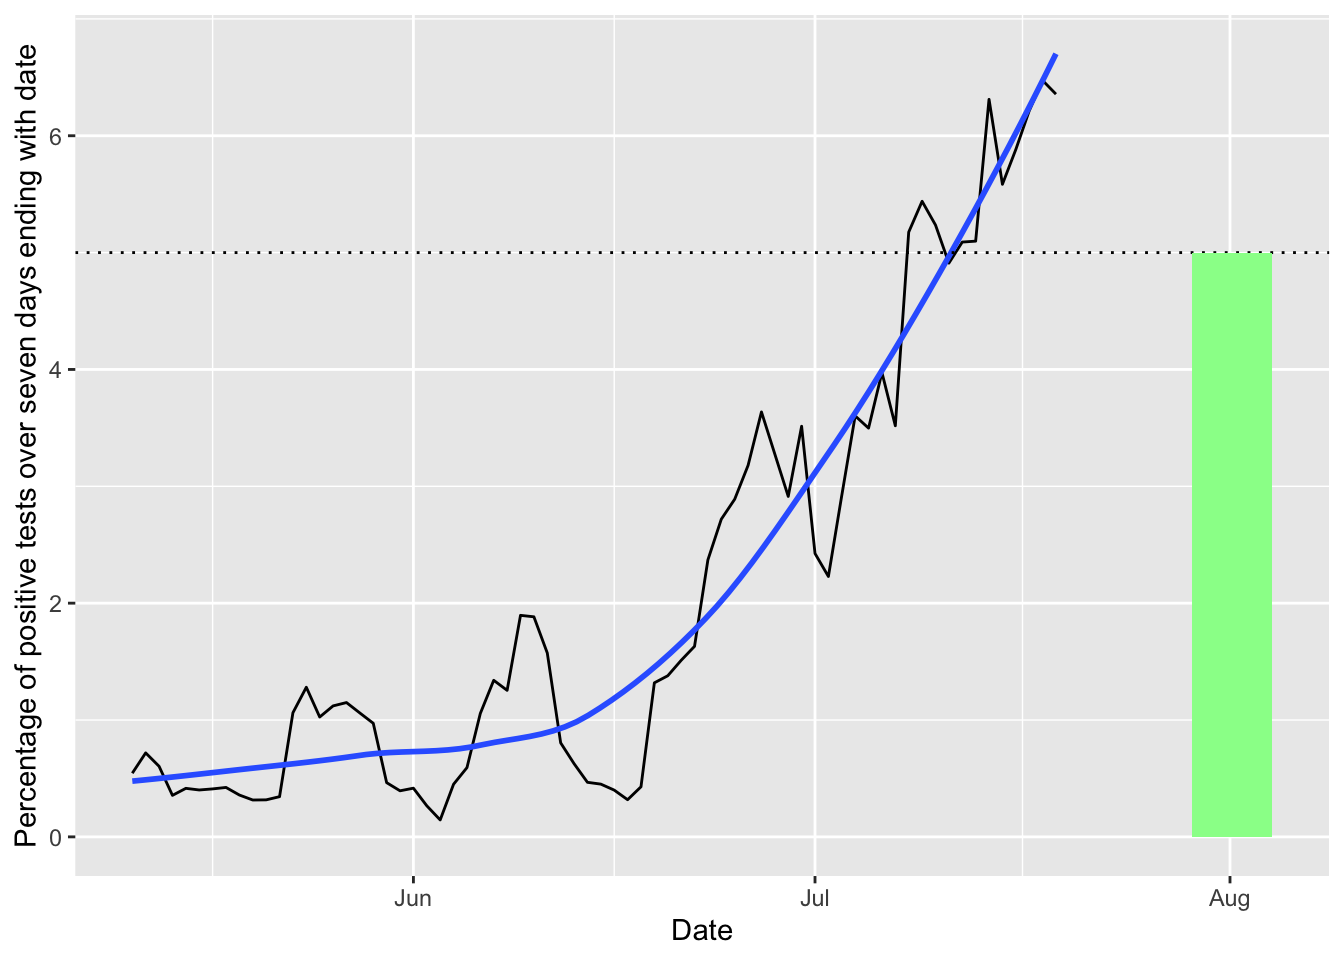 Percentage of positive tests over seven days ending with date
6
4
2
0
Jun
Jul
Aug
Date